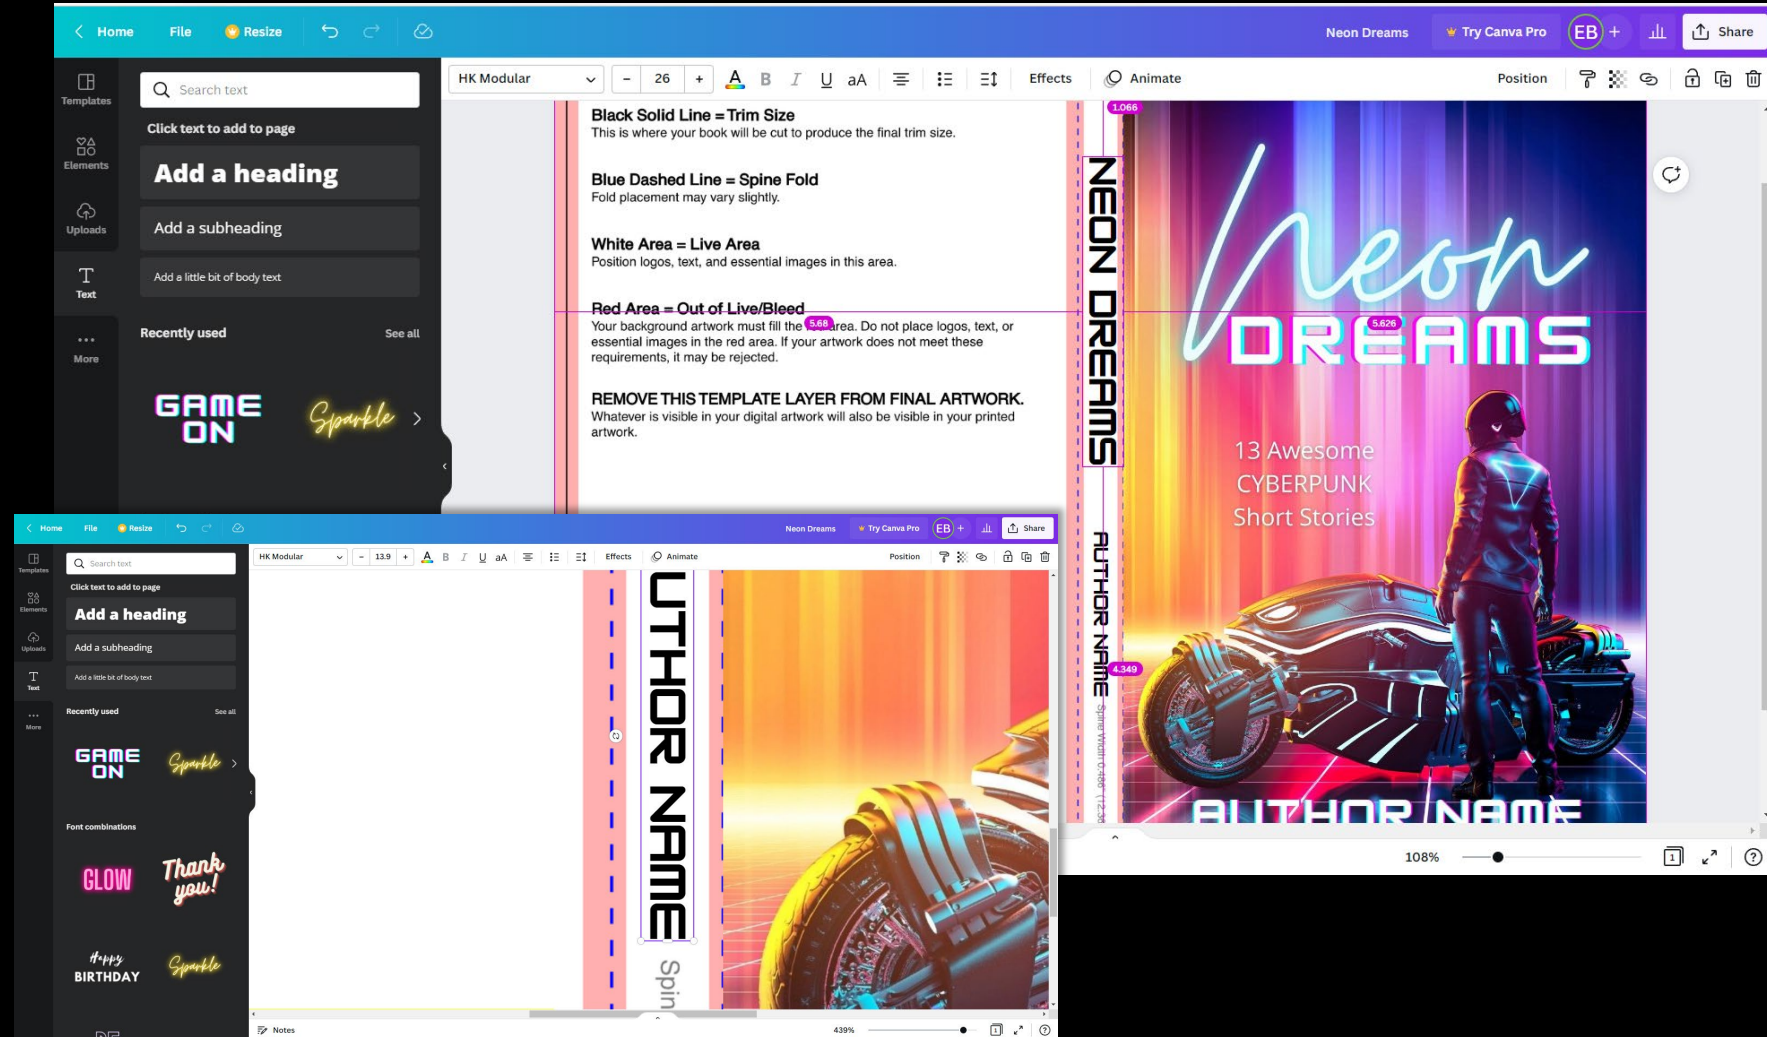 Home File Resize Neon Dreams Try Canva Pro EB + Share
HK Modular - 26 + A B I U aA Effects Animate Position
Templates
Elements
Uploads
Text
More
Search text
Click text to add to page
Add a heading
Add a subheading
Add a little bit of body text
Recently used See all
GAME
ON
Sparkle
Black Solid Line = Trim Size
This is where your book will be cut to produce the final trim size.
Blue Dashed Line = Spine Fold
Fold placement may vary slightly.
White Area = Live Area
Position logos, text, and essential images in this area.
Red Area = Out of Live/Bleed
Your background artwork must fill the area. Do not place logos, text, or
essential images in the red area. If your artwork does not meet these
requirements, it may be rejected.
REMOVE THIS TEMPLATE LAYER FROM FINAL ARTWORK.
Whatever is visible in your digital artwork will also be visible in your printed
artwork.
5.68
1.066
NEON DREAMS
AUTHOR NAME
4.349
Spine Width 0.486"
Neon
DREAMS
5.626
13 Awesome
CYBERPUNK
Short Stories
AUTHOR NAME
108% 1 ?
Home File Resize Neon Dreams Try Canva Pro EB + Share
HK Modular - 13.9 + A B I U aA Effects Animate Position
Templates
Elements
Uploads
Text
More
Search text
Click text to add to page
Add a heading
Add a subheading
Add a little bit of body text
Recently used See all
GAME
ON
Sparkle
Font combinations
GLOW
Thank
you!
Happy
BIRTHDAY
Sparkle
UTHOR NAME
Spin
Notes 439% 1 ?